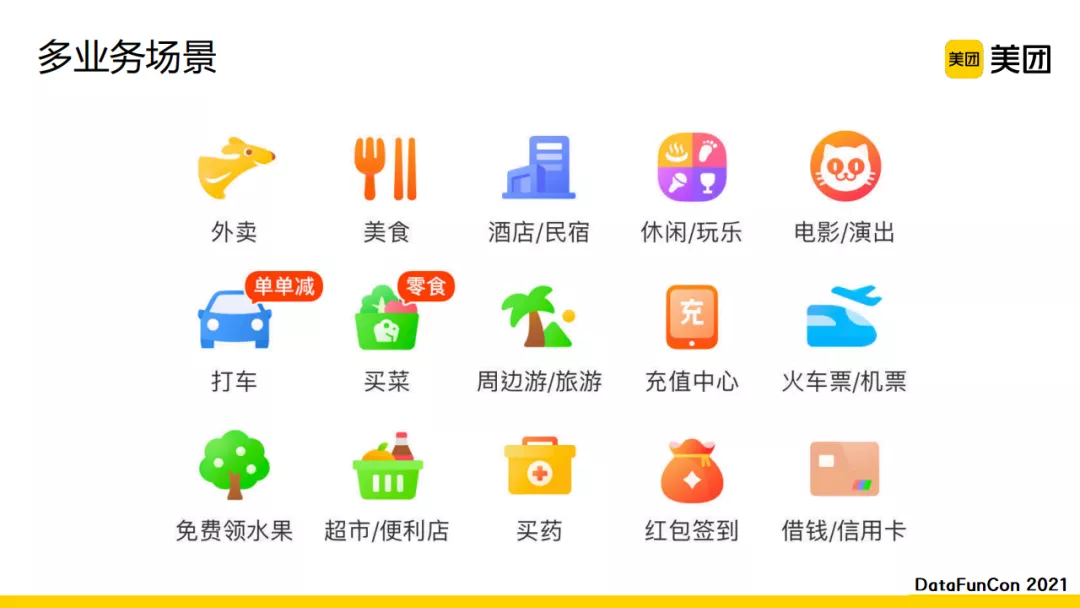 多业务场景
美团 美团
外卖 美食 酒店/民宿 休闲/玩乐 电影/演出
单单减 零食
充
打车 买菜 周边游/旅游 充值中心 火车票/机票
免费领水果 超市/便利店 买药 红包签到 借钱/信用卡
DataFunCon 2021